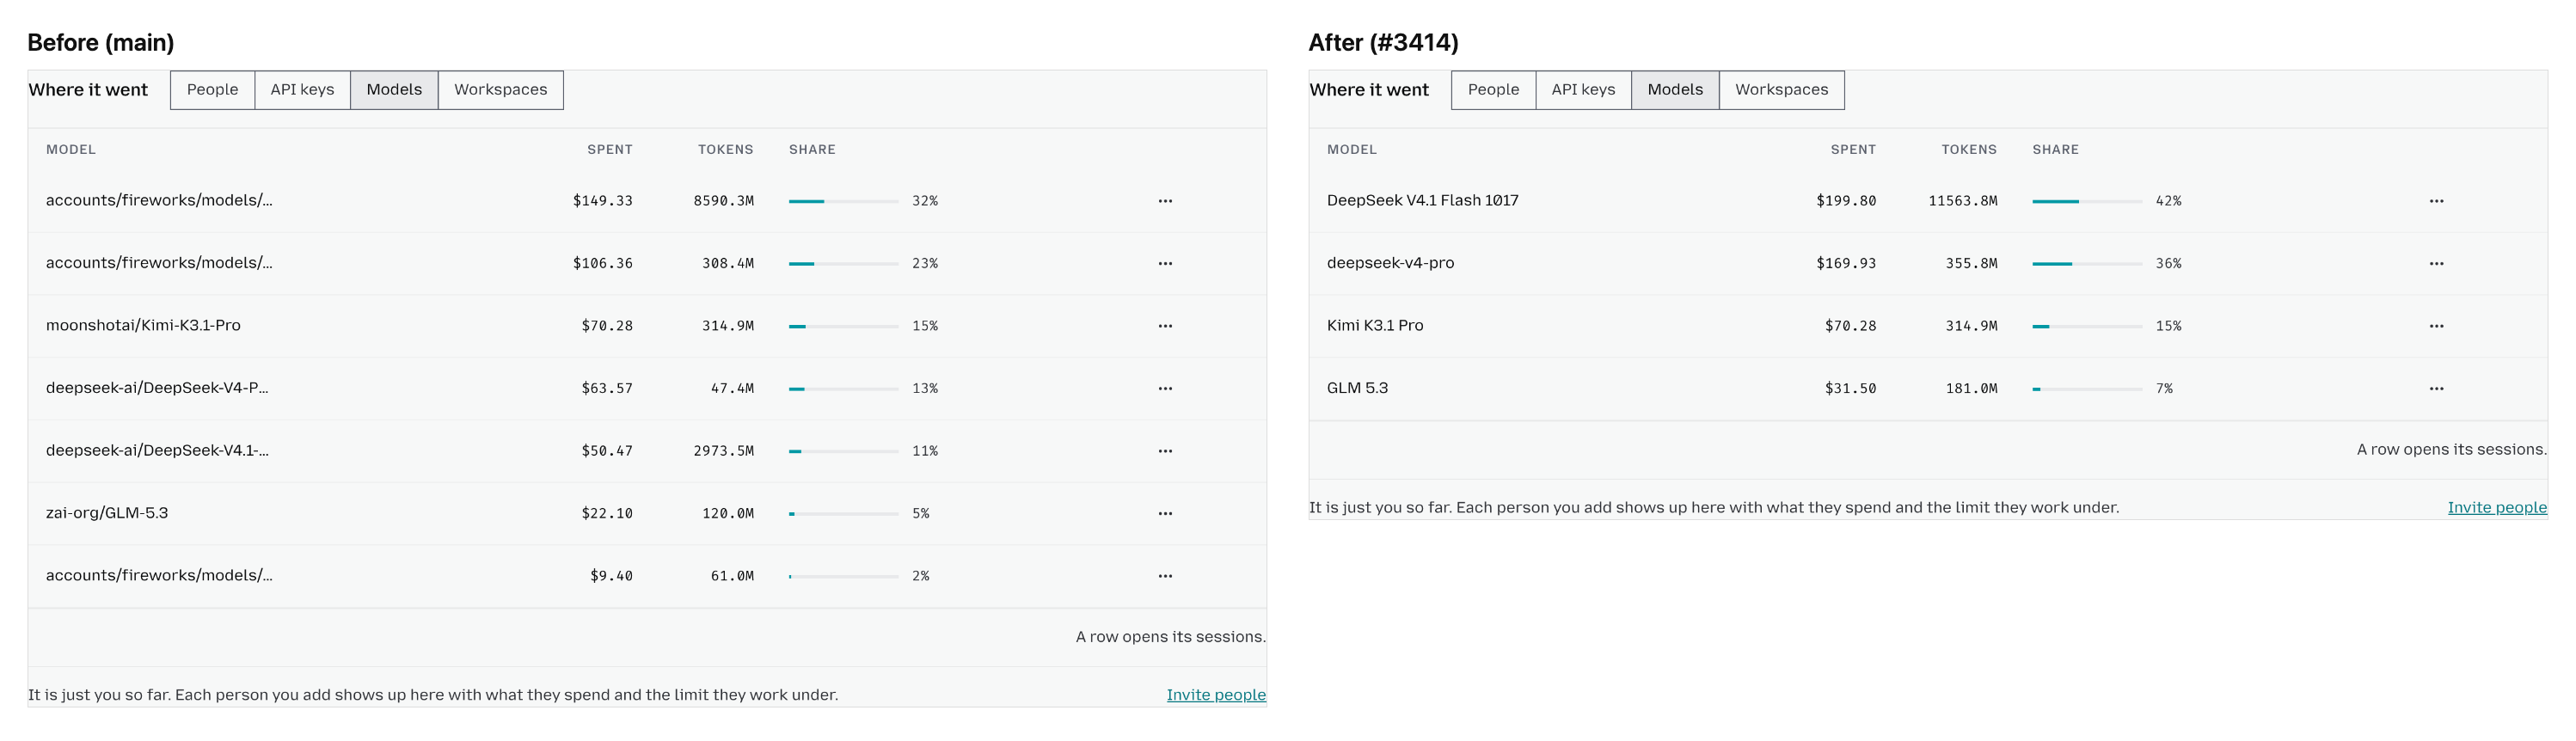 Before (main)
Where it went People API keys Models Workspaces
MODEL SPENT TOKENS SHARE
accounts/fireworks/models/... $149.33 8590.3M 32% ...
accounts/fireworks/models/... $106.36 308.4M 23% ...
moonshotai/Kimi-K3.1-Pro $70.28 314.9M 15% ...
deepseek-ai/DeepSeek-V4-P... $63.57 47.4M 13% ...
deepseek-ai/DeepSeek-V4.1-... $50.47 2973.5M 11% ...
zai-org/GLM-5.3 $22.10 120.0M 5% ...
accounts/fireworks/models/... $9.40 61.0M 2% ...
A row opens its sessions.
It is just you so far. Each person you add shows up here with what they spend and the limit they work under. Invite people
After (#3414)
Where it went People API keys Models Workspaces
MODEL SPENT TOKENS SHARE
DeepSeek V4.1 Flash 1017 $199.80 11563.8M 42% ...
deepseek-v4-pro $169.93 355.8M 36% ...
Kimi K3.1 Pro $70.28 314.9M 15% ...
GLM 5.3 $31.50 181.0M 7% ...
A row opens its sessions.
It is just you so far. Each person you add shows up here with what they spend and the limit they work under. Invite people